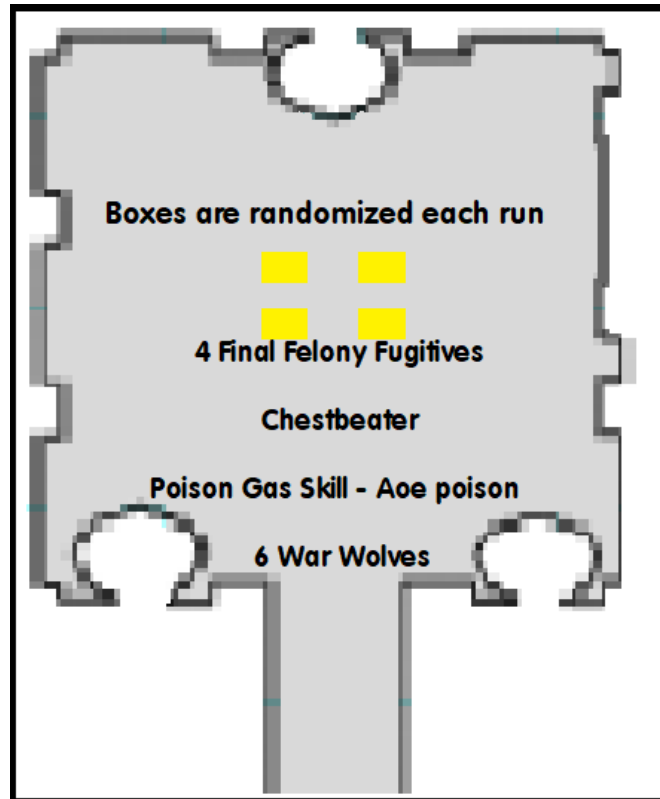 Boxes are randomized each run
4 Final Felony Fugitives
Chestbeater
Poison Gas Skill - Aoe poison
6 War Wolves